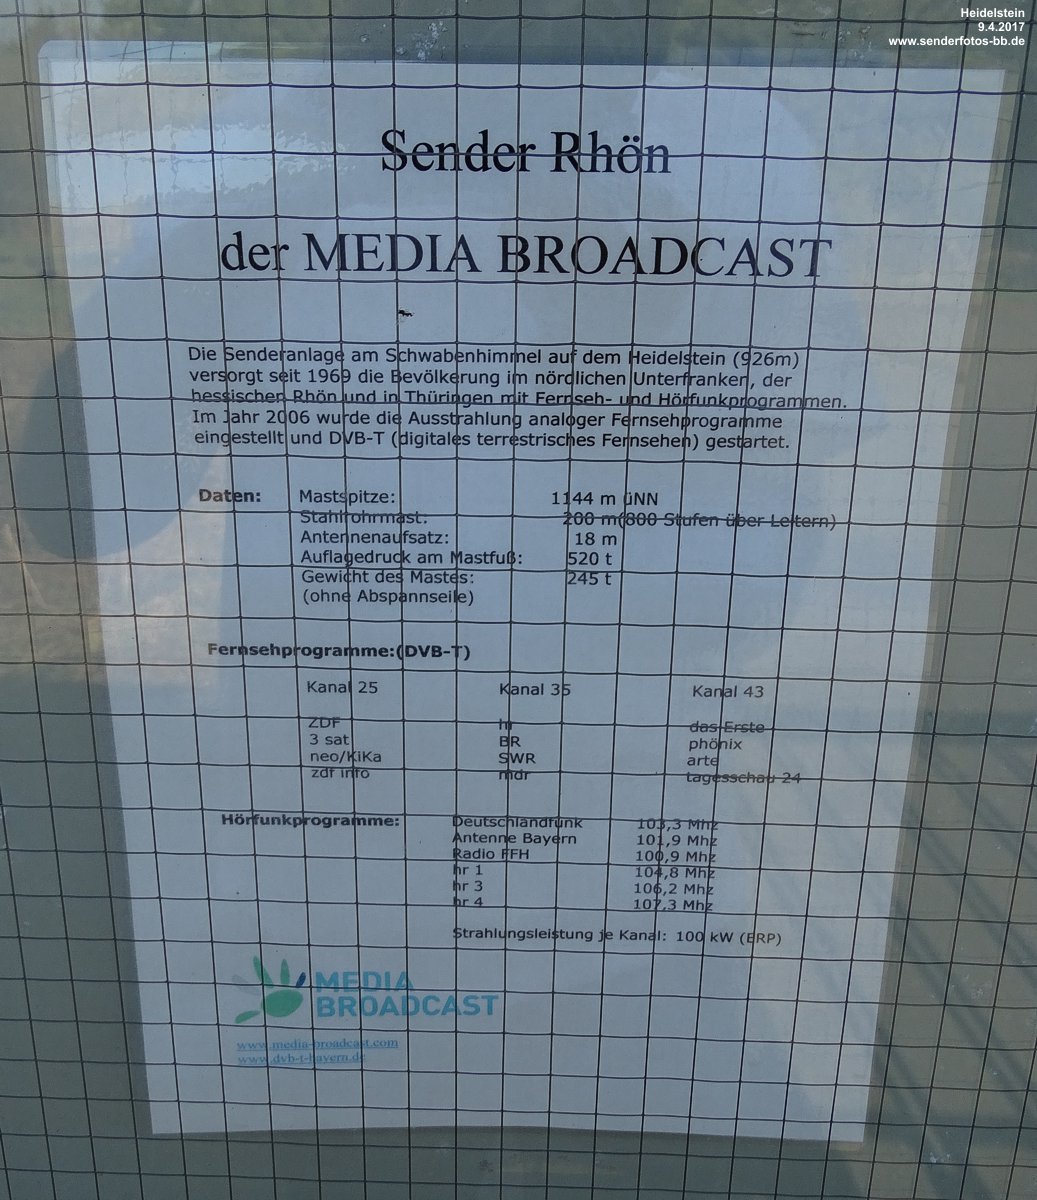 Heidelstein
9.4.2017
www.senderfotos-bb.de
Sender Rhön
der MEDIA BROADCAST
Die Senderanlage am Schwabenhimmel auf dem Heidelstein (926m)
versorgt seit 1969 die Bevölkerung im nördlichen Unterfranken, der
hessischen Rhön und in Thüringen mit Fernseh- und Hörfunkprogrammen.
Im Jahr 2006 wurde die Ausstrahlung analoger Fernsehprogramme
eingestellt und DVB-T (digitales terrestrisches Fernsehen) gestartet.
Daten: Mastspitze: 1144 m üNN
Stahlrohrmast: 200 m(800 Stufen über Leitern)
Antennenaufsatz: 18 m
Auflagedruck am Mastfuß: 520 t
Gewicht des Mastes: 245 t
(ohne Abspannseile)
Fernsehprogramme:(DVB-T)
Kanal 25 Kanal 35 Kanal 43
ZDF hr das Erste
3 sat BR phönix
neo/KiKa SWR arte
zdf info mdr tagesschau 24
Hörfunkprogramme: Deutschlandfunk 103,3 Mhz
Antenne Bayern 101,9 Mhz
Radio FFH 100,9 Mhz
hr 1 104,8 Mhz
hr 3 106,2 Mhz
hr 4 107,3 Mhz
Strahlungsleistung je Kanal: 100 kW (ERP)
MEDIA
BROADCAST
www.media-broadcast.com
www.dvb-t-bayern.de